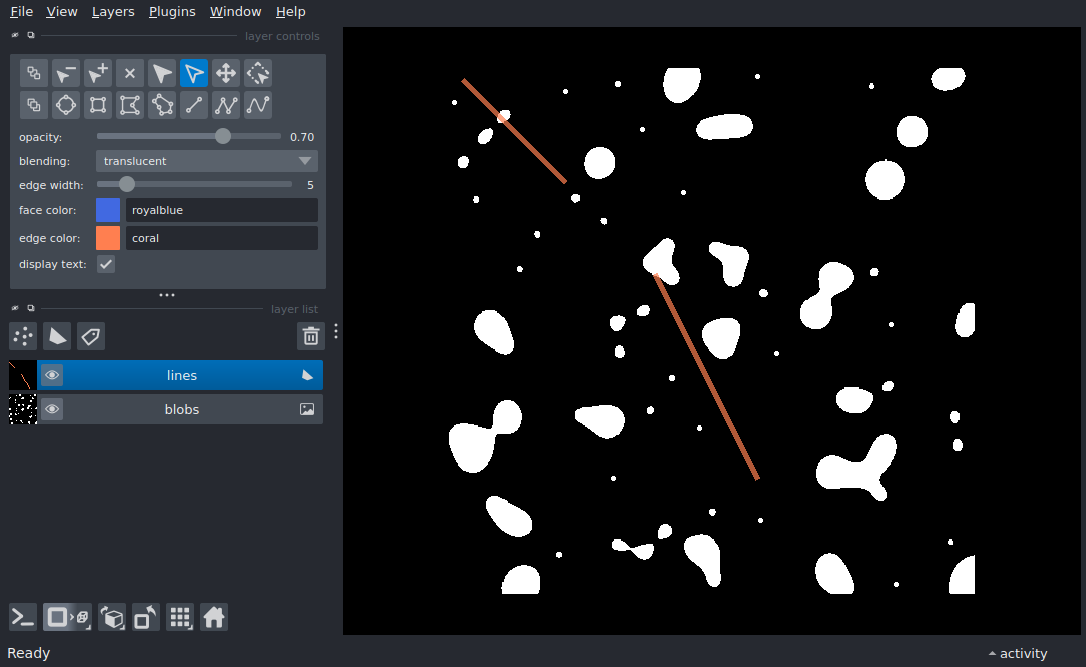 File View Layers Plugins Window Help
layer controls
opacity: 0.70
blending: translucent
edge width: 5
face color: royalblue
edge color: coral
display text:
layer list
lines
blobs
Ready activity